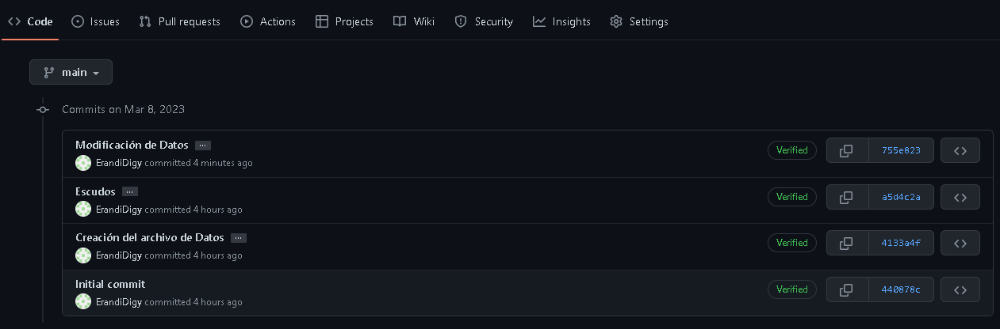 Code Issues Pull requests Actions Projects Wiki Security Insights Settings
main
Commits on Mar 8, 2023
Modificación de Datos ...
Verified 755e823
ErandiDigy committed 4 minutes ago
Escudos ...
Verified a5d4c2a
ErandiDigy committed 4 hours ago
Creación del archivo de Datos ...
Verified 4133a4f
ErandiDigy committed 4 hours ago
Initial commit
Verified 440878c
ErandiDigy committed 4 hours ago